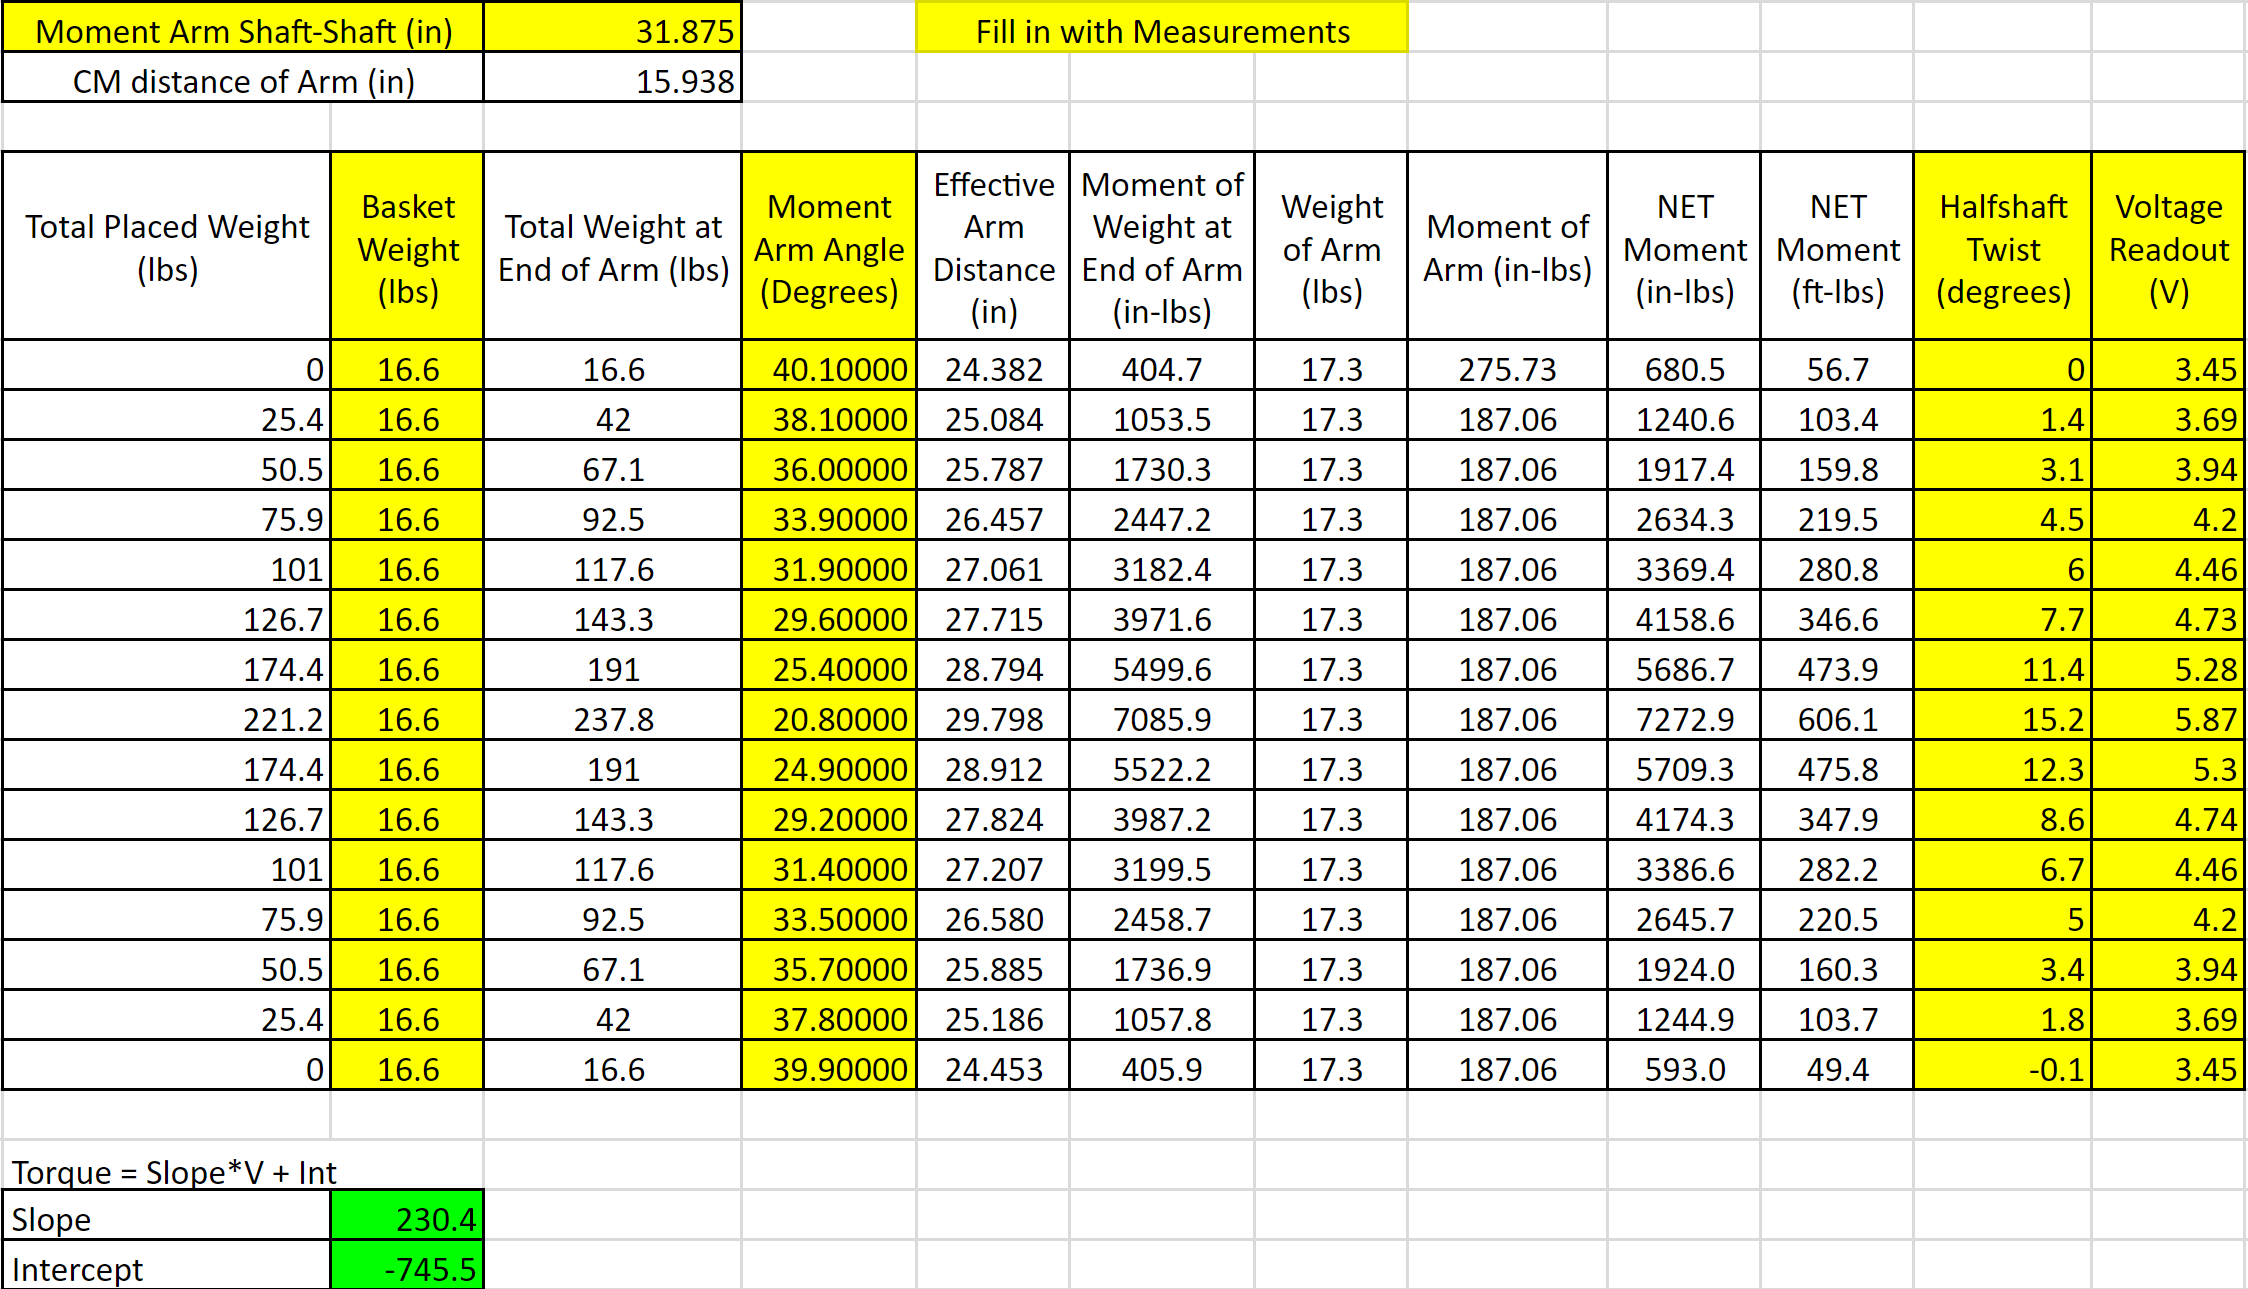 Moment Arm Shaft-Shaft (in) 31.875 Fill in with Measurements
CM distance of Arm (in) 15.938
Total Placed Weight (lbs) Basket Weight (lbs) Total Weight at End of Arm (lbs) Moment Arm Angle (Degrees) Effective Arm Distance (in) Moment of Weight at End of Arm (in-lbs) Weight of Arm (lbs) Moment of Arm (in-lbs) NET Moment (in-lbs) NET Moment (ft-lbs) Halfshaft Twist (degrees) Voltage Readout (V)
0 16.6 16.6 40.10000 24.382 404.7 17.3 275.73 680.5 56.7 0 3.45
25.4 16.6 42 38.10000 25.084 1053.5 17.3 187.06 1240.6 103.4 1.4 3.69
50.5 16.6 67.1 36.00000 25.787 1730.3 17.3 187.06 1917.4 159.8 3.1 3.94
75.9 16.6 92.5 33.90000 26.457 2447.2 17.3 187.06 2634.3 219.5 4.5 4.2
101 16.6 117.6 31.90000 27.061 3182.4 17.3 187.06 3369.4 280.8 6 4.46
126.7 16.6 143.3 29.60000 27.715 3971.6 17.3 187.06 4158.6 346.6 7.7 4.73
174.4 16.6 191 25.40000 28.794 5499.6 17.3 187.06 5686.7 473.9 11.4 5.28
221.2 16.6 237.8 20.80000 29.798 7085.9 17.3 187.06 7272.9 606.1 15.2 5.87
174.4 16.6 191 24.90000 28.912 5522.2 17.3 187.06 5709.3 475.8 12.3 5.3
126.7 16.6 143.3 29.20000 27.824 3987.2 17.3 187.06 4174.3 347.9 8.6 4.74
101 16.6 117.6 31.40000 27.207 3199.5 17.3 187.06 3386.6 282.2 6.7 4.46
75.9 16.6 92.5 33.50000 26.580 2458.7 17.3 187.06 2645.7 220.5 5 4.2
50.5 16.6 67.1 35.70000 25.885 1736.9 17.3 187.06 1924.0 160.3 3.4 3.94
25.4 16.6 42 37.80000 25.186 1057.8 17.3 187.06 1244.9 103.7 1.8 3.69
0 16.6 16.6 39.90000 24.453 405.9 17.3 187.06 593.0 49.4 -0.1 3.45
Torque = Slope*V + Int
Slope 230.4
Intercept -745.5